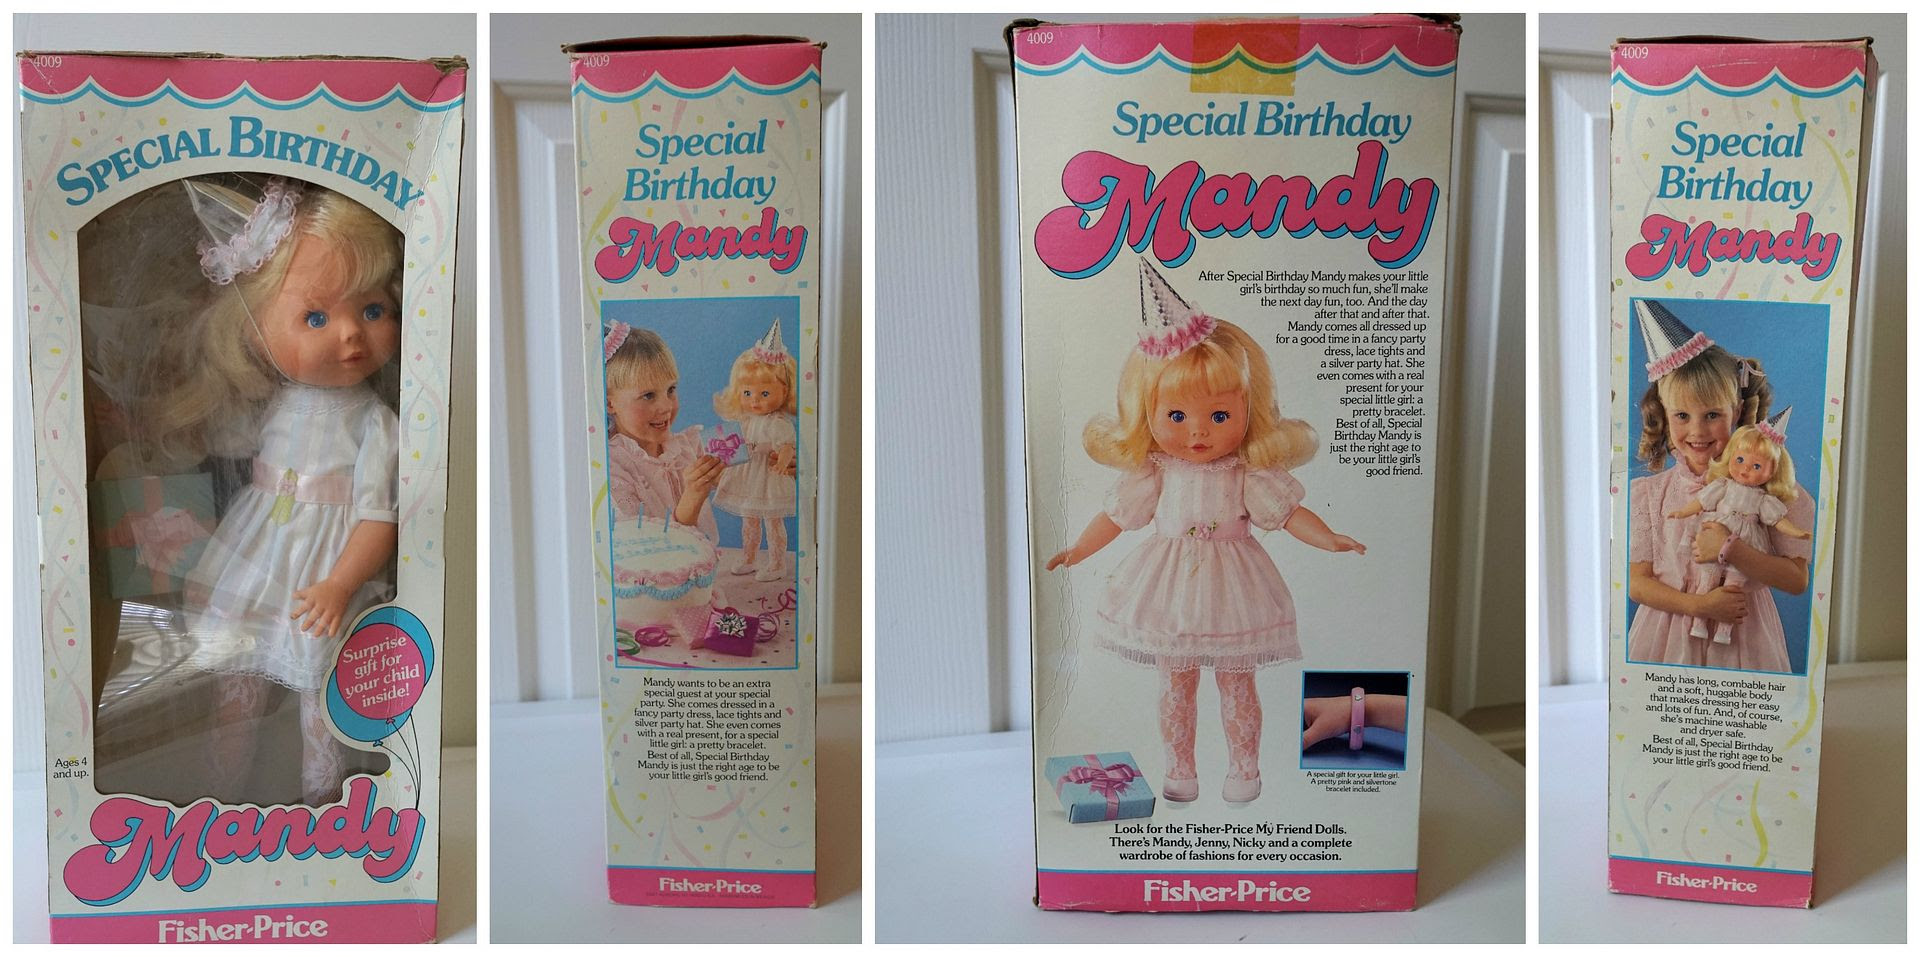 4009
SPECIAL BIRTHDAY
Surprise
gift for
your child
inside!
Ages 4
and up.
Mandy
Fisher-Price
4009
Special
Birthday
Mandy
Mandy wants to be an extra
special guest at your special
party. She comes dressed in a
fancy party dress, lace tights and
silver party hat. She even comes
with a real present, for a special
little girl: a pretty bracelet.
Best of all, Special Birthday
Mandy is just the right age to be
your little girl's good friend.
Fisher-Price
4009
Special Birthday
Mandy
After Special Birthday Mandy makes your little
girl's birthday so much fun, she'll make
the next day fun, too. And the day
after that and after that.
Mandy comes all dressed up
for a good time in a fancy party
dress, lace tights and
a silver party hat. She
even comes with a real
present for your
special little girl: a
pretty bracelet.
Best of all, Special
Birthday Mandy is
just the right age to
be your little girl's
good friend.
A special gift for your little girl.
A pretty pink and silvertone
bracelet included.
Look for the Fisher-Price My Friend Dolls.
There's Mandy, Jenny, Nicky and a complete
wardrobe of fashions for every occasion.
Fisher-Price
4009
Special
Birthday
Mandy
Mandy has long, combable hair
and a soft, huggable body
that makes dressing her easy
and lots of fun. And, of course,
she's machine washable
and dryer safe.
Best of all, Special Birthday
Mandy is just the right age to be
your little girl's good friend.
Fisher-Price